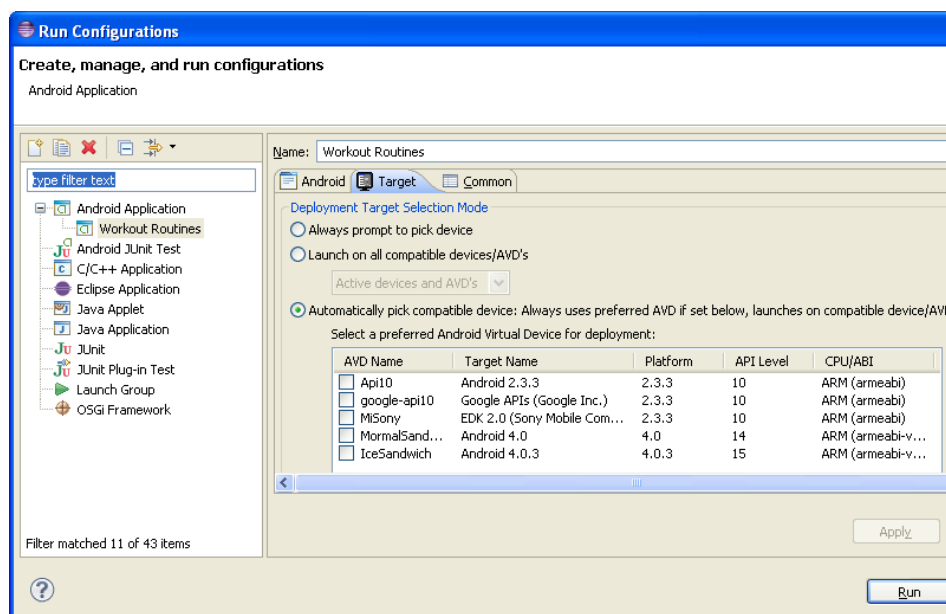 Run Configurations
Create, manage, and run configurations
Android Application
Name: Workout Routines
type filter text
Android Application
Workout Routines
Android JUnit Test
C/C++ Application
Eclipse Application
Java Applet
Java Application
JUnit
JUnit Plug-in Test
Launch Group
OSGi Framework
Filter matched 11 of 43 items
Android Target Common
Deployment Target Selection Mode
Always prompt to pick device
Launch on all compatible devices/AVD's
Active devices and AVD's
Automatically pick compatible device: Always uses preferred AVD if set below, launches on compatible device/AV
Select a preferred Android Virtual Device for deployment:
AVD Name Target Name Platform API Level CPU/ABI
Api10 Android 2.3.3 2.3.3 10 ARM (armeabi)
google-api10 Google APIs (Google Inc.) 2.3.3 10 ARM (armeabi)
MiSony EDK 2.0 (Sony Mobile Com... 2.3.3 10 ARM (armeabi)
MormalSand... Android 4.0 4.0 14 ARM (armeabi-v...
IceSandwich Android 4.0.3 4.0.3 15 ARM (armeabi-v...
Apply
Run